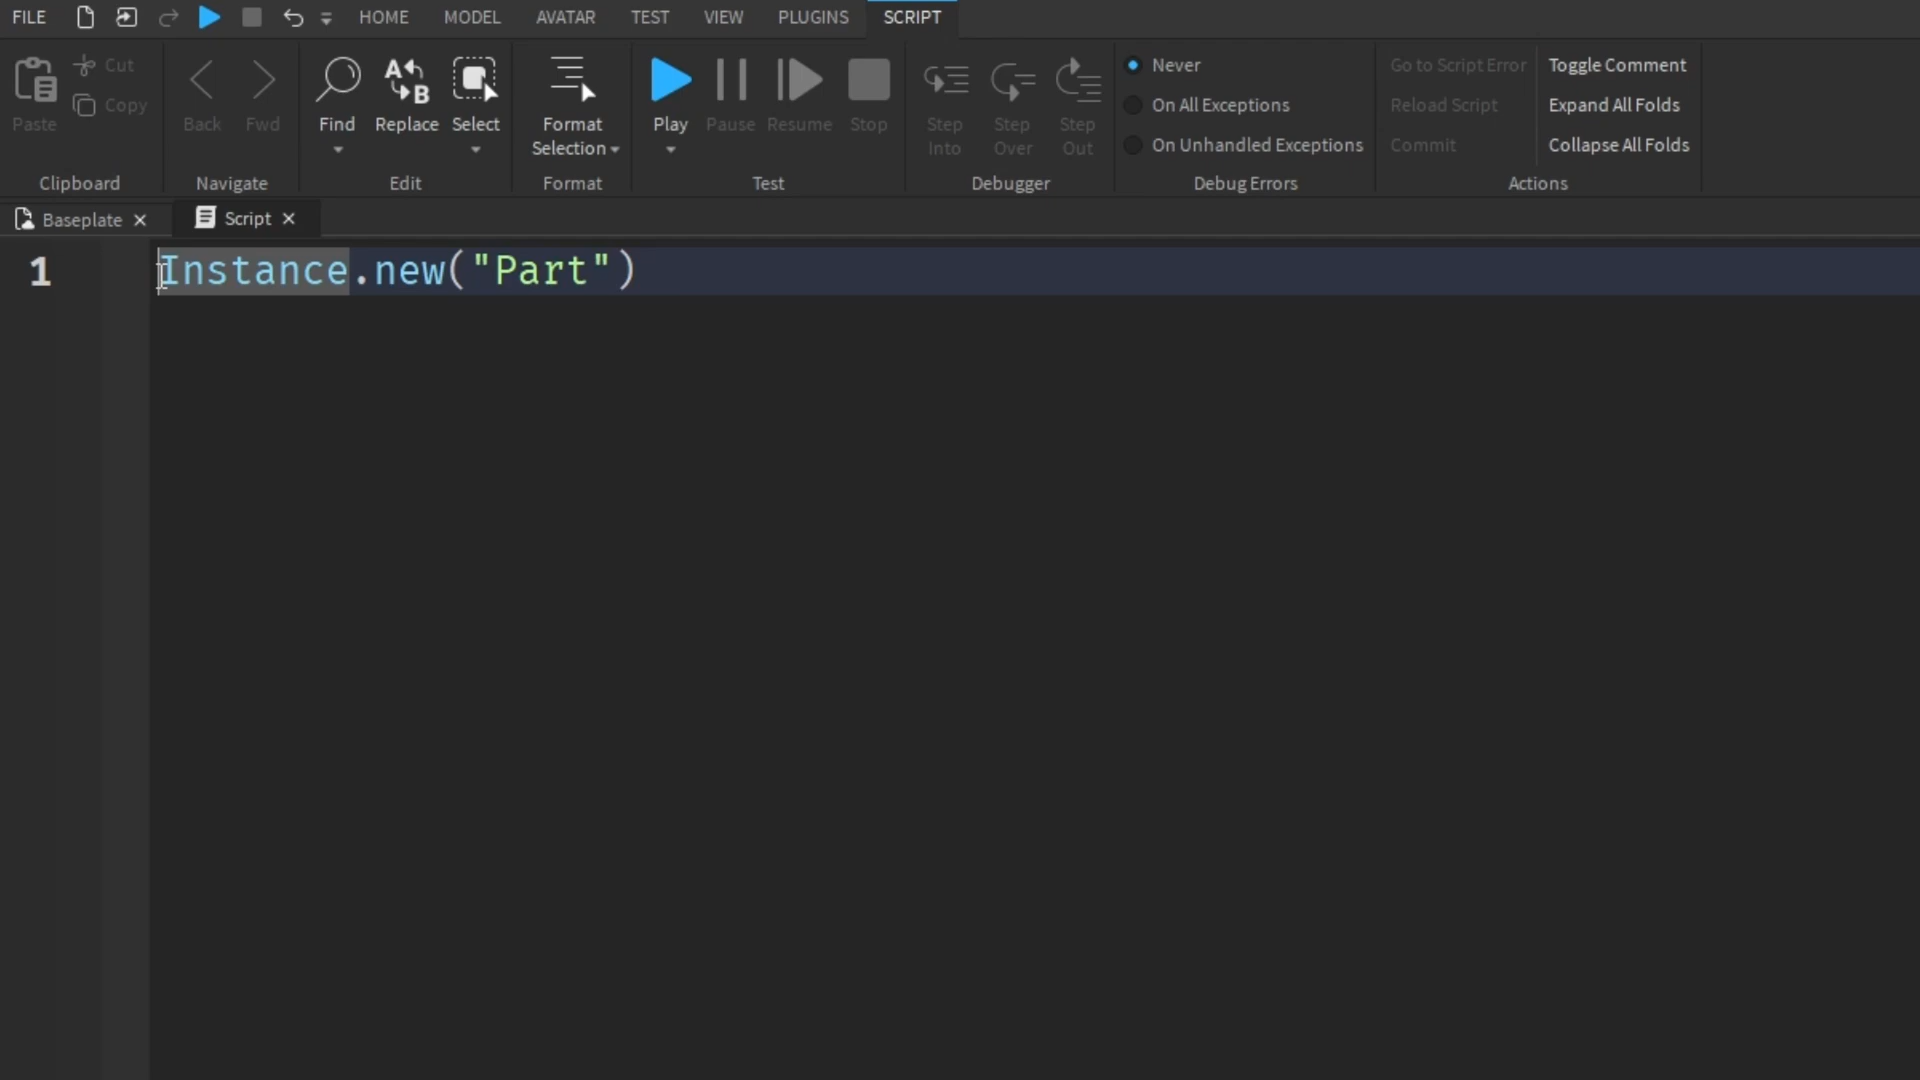 FILE HOME MODEL AVATAR TEST VIEW PLUGINS SCRIPT
Paste
Cut
Copy
Clipboard
Back
Fwd
Navigate
Find
Replace
Select
Edit
Format
Selection
Format
Play
Pause
Resume
Stop
Test
Step
Into
Step
Over
Step
Out
Debugger
Never
On All Exceptions
On Unhandled Exceptions
Debug Errors
Go to Script Error
Reload Script
Commit
Toggle Comment
Expand All Folds
Collapse All Folds
Actions
Baseplate
Script
1 Instance.new("Part")